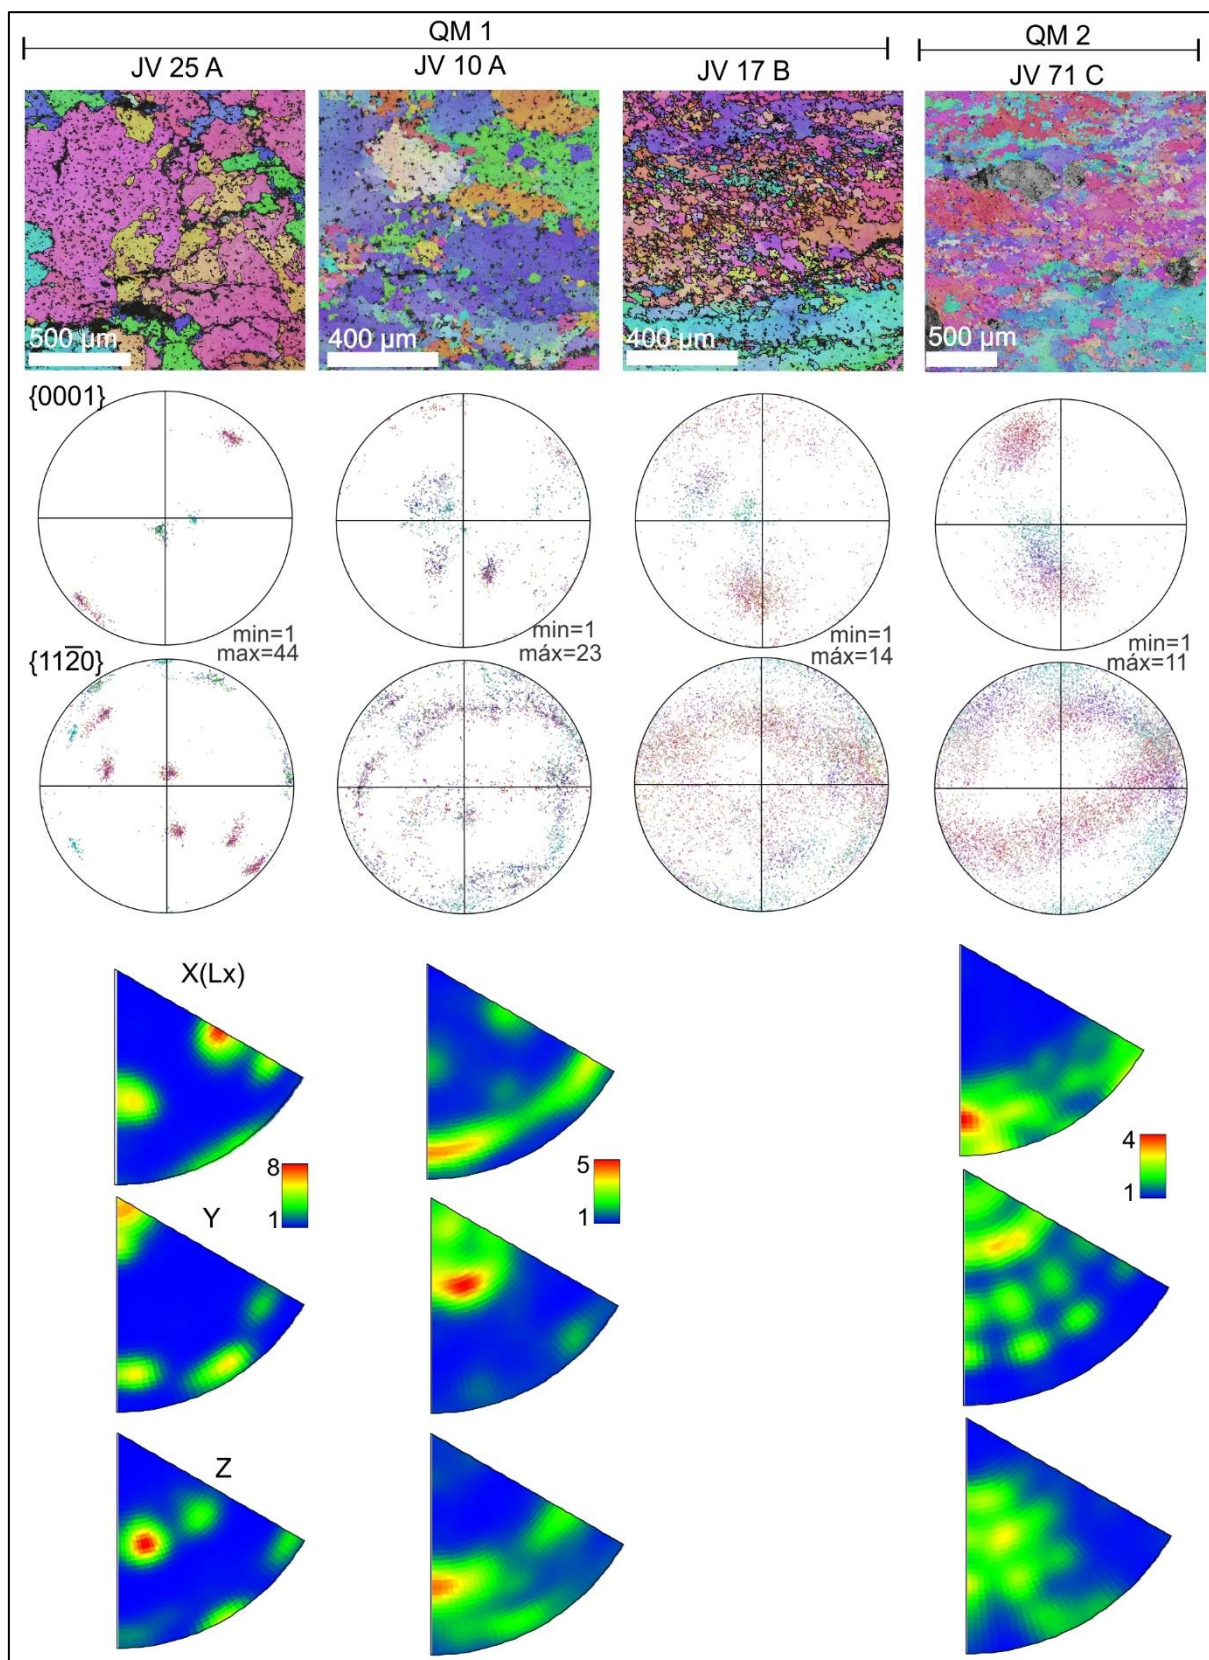 QM 1
QM 2
JV 25 A
JV 10 A
JV 17 B
JV 71 C
500 µm
400 µm
400 µm
500 µm
{0001}
min=1
max=44
min=1
máx=23
min=1
máx=14
min=1
máx=11
{112̅0}
X(Lx)
8
1
5
1
4
1
Y
Z